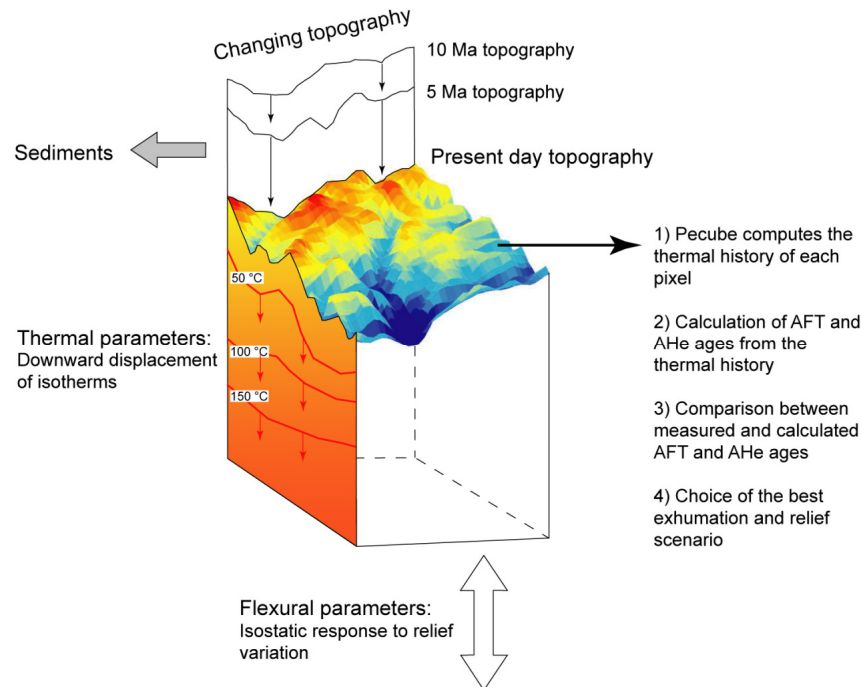 Changing topography
10 Ma topography
5 Ma topography
Sediments
Present day topography
1) Pecube computes the
thermal history of each
pixel
50 °C
Thermal parameters:
Downward displacement
of isotherms
100 °C
150 °C
2) Calculation of AFT and
AHe ages from the
thermal history
3) Comparison between
measured and calculated
AFT and AHe ages
4) Choice of the best
exhumation and relief
scenario
Flexural parameters:
Isostatic response to relief
variation